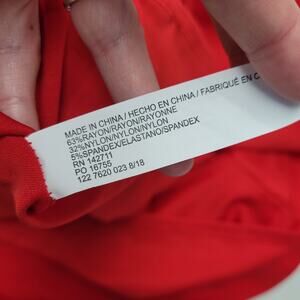 MADE IN CHINA / HECHO EN CHINA / FABRIQUÉ EN C
63%RAYON/RAYON/RAYONNE
32%NYLON/NYLON/NYLON
5%SPANDEX/ELASTANO/SPANDEX
RN 142711
PO 16755
122 7620 023 8/18